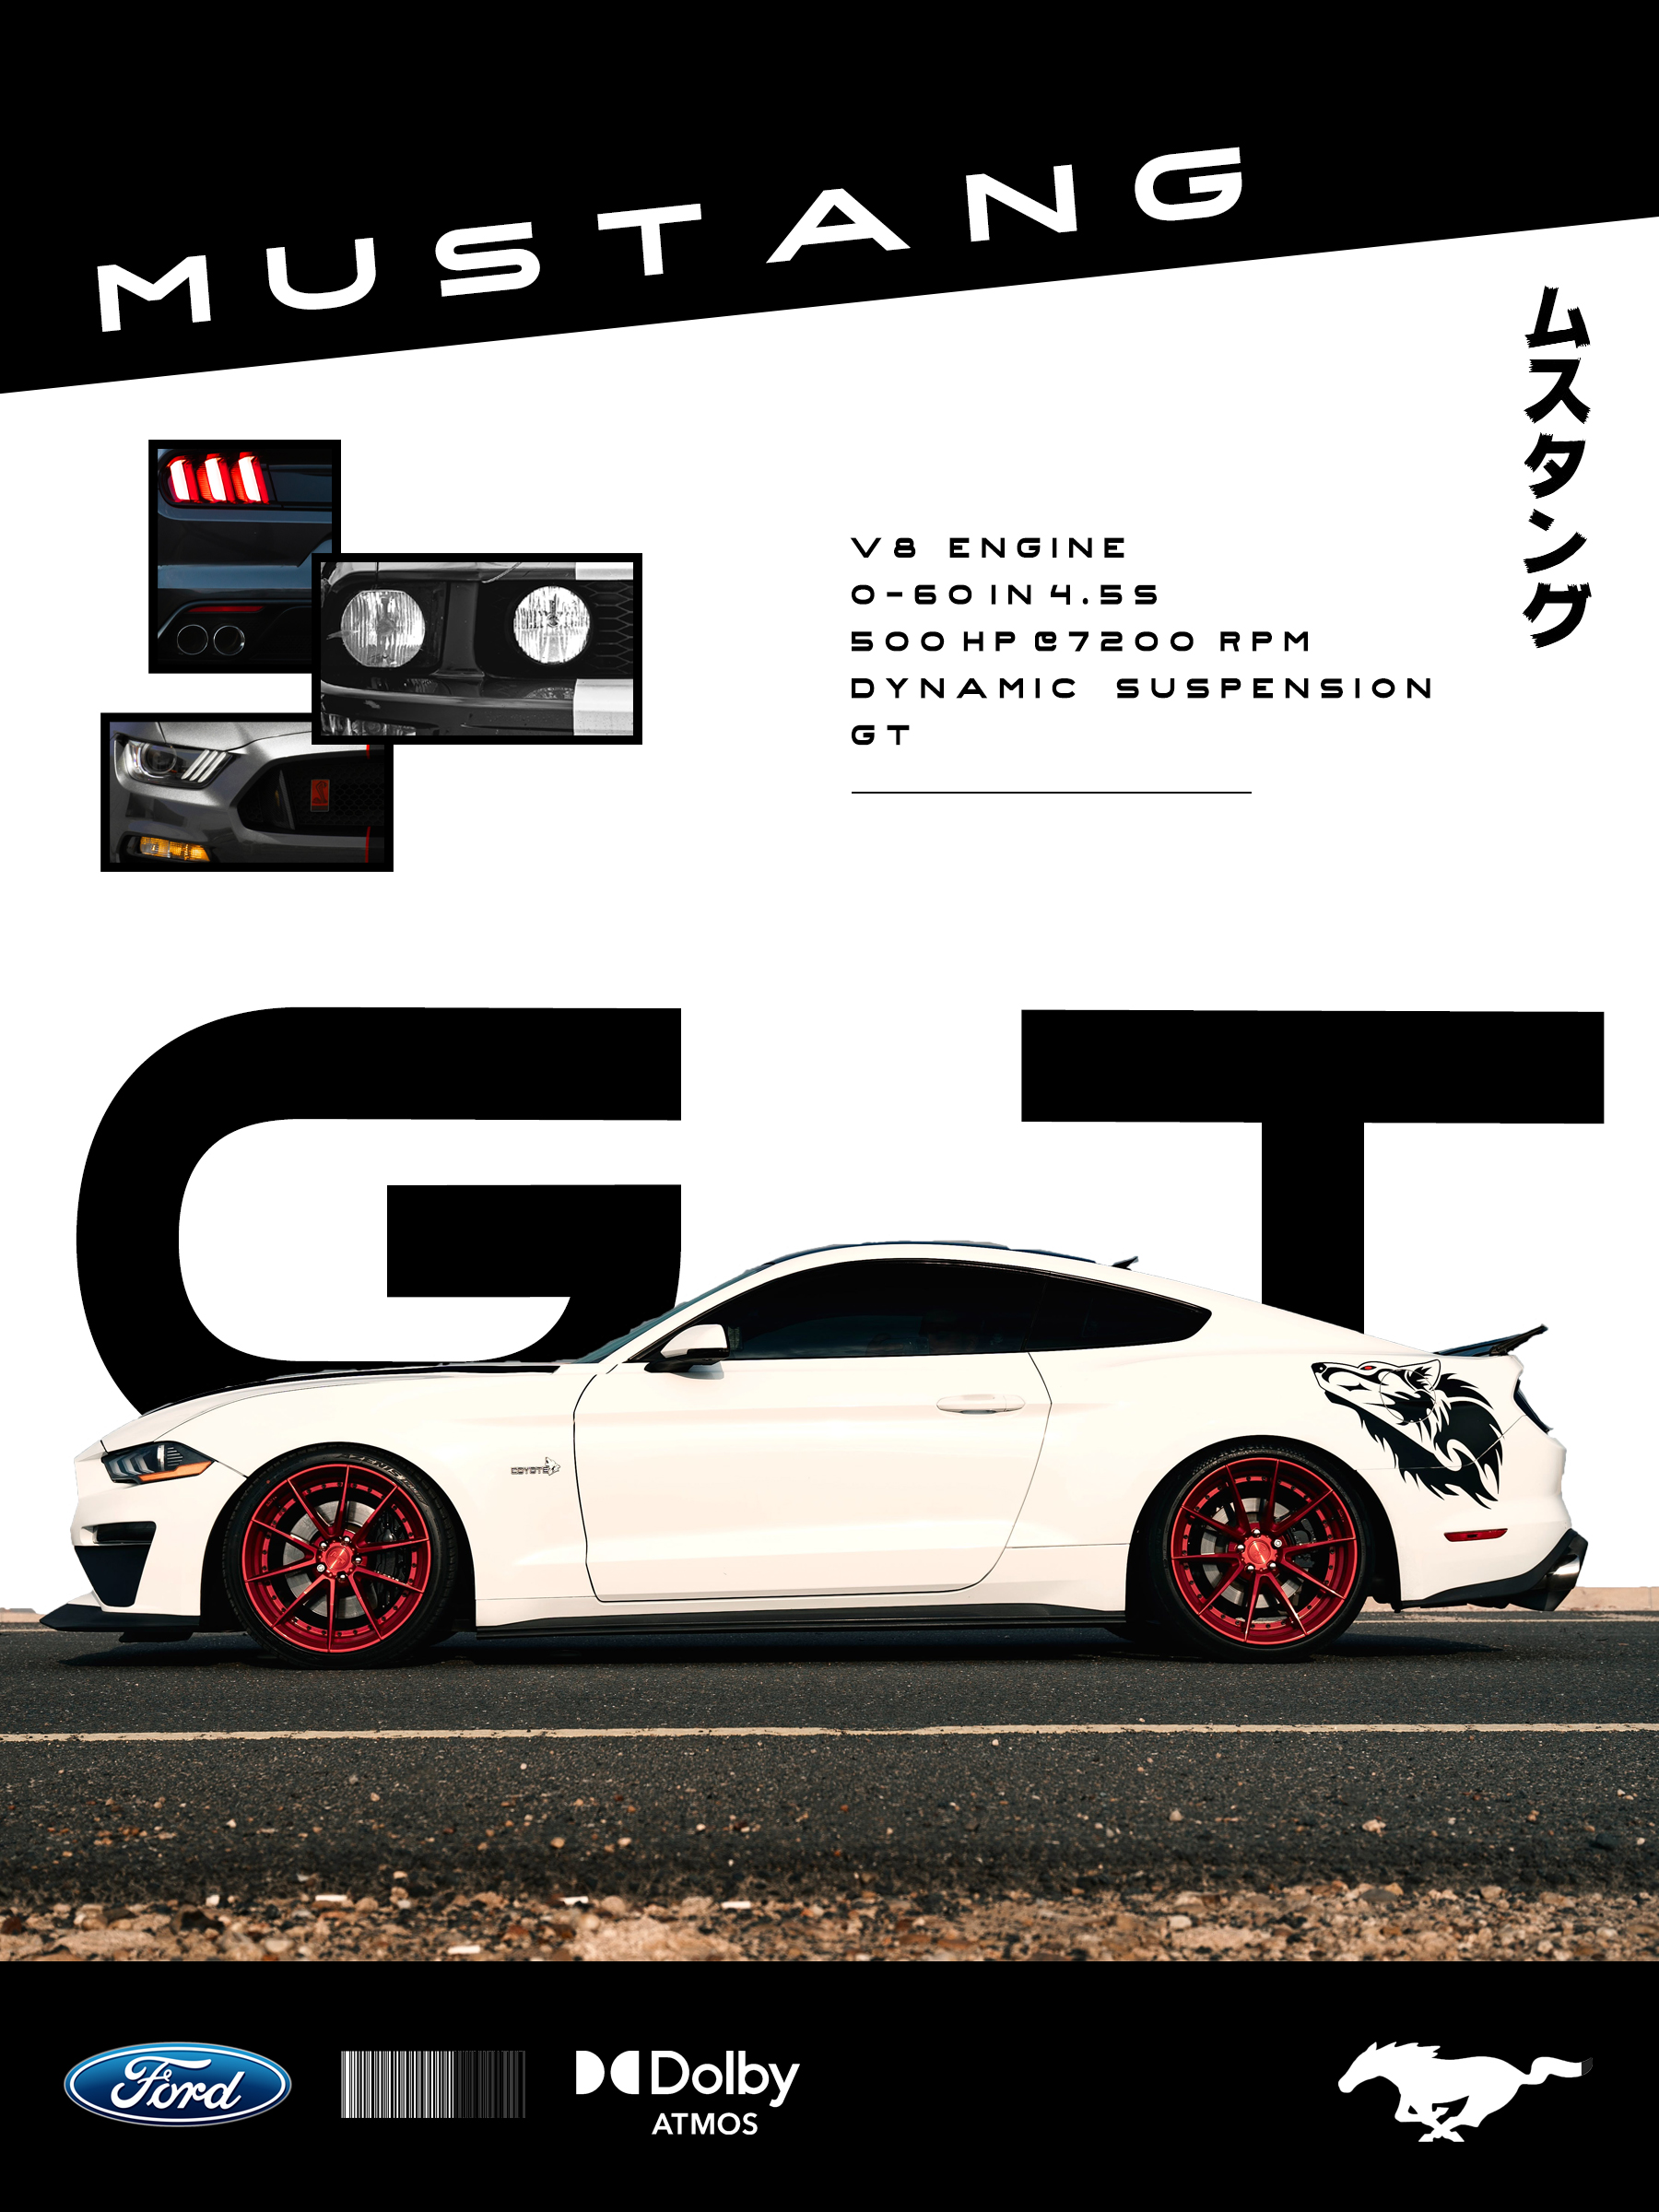 MUSTANG
ムスタング
V8 ENGINE
0-60 IN 4.5S
500 HP @ 7200 RPM
DYNAMIC SUSPENSION
GT
GT
COYOTE
Ford
Dolby
ATMOS